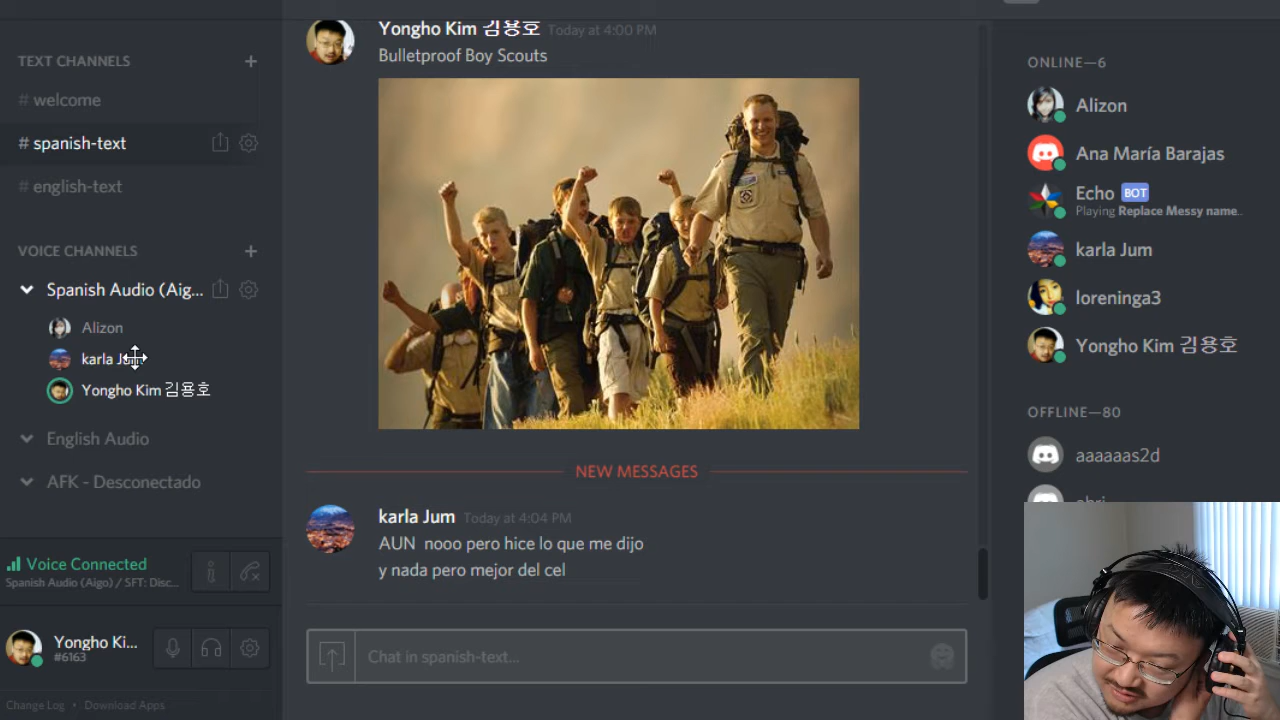 TEXT CHANNELS
# welcome
# spanish-text
# english-text
VOICE CHANNELS
Spanish Audio (Aig...
Alizon
karla
Yongho Kim 김용호
English Audio
AFK - Desconectado
Voice Connected
Spanish Audio (Aigo) / SFT: Disc...
Yongho Ki...
#6163
Change Log • Download Apps
Yongho Kim 김용호 Today at 4:00 PM
Bulletproof Boy Scouts
NEW MESSAGES
karla Jum Today at 4:04 PM
AUN nooo pero hice lo que me dijo
y nada pero mejor del cel
Chat in spanish-text...
ONLINE—6
Alizon
Ana María Barajas
Echo BOT
Playing Replace Messy name..
karla Jum
loreninga3
Yongho Kim 김용호
OFFLINE—80
aaaaaas2d